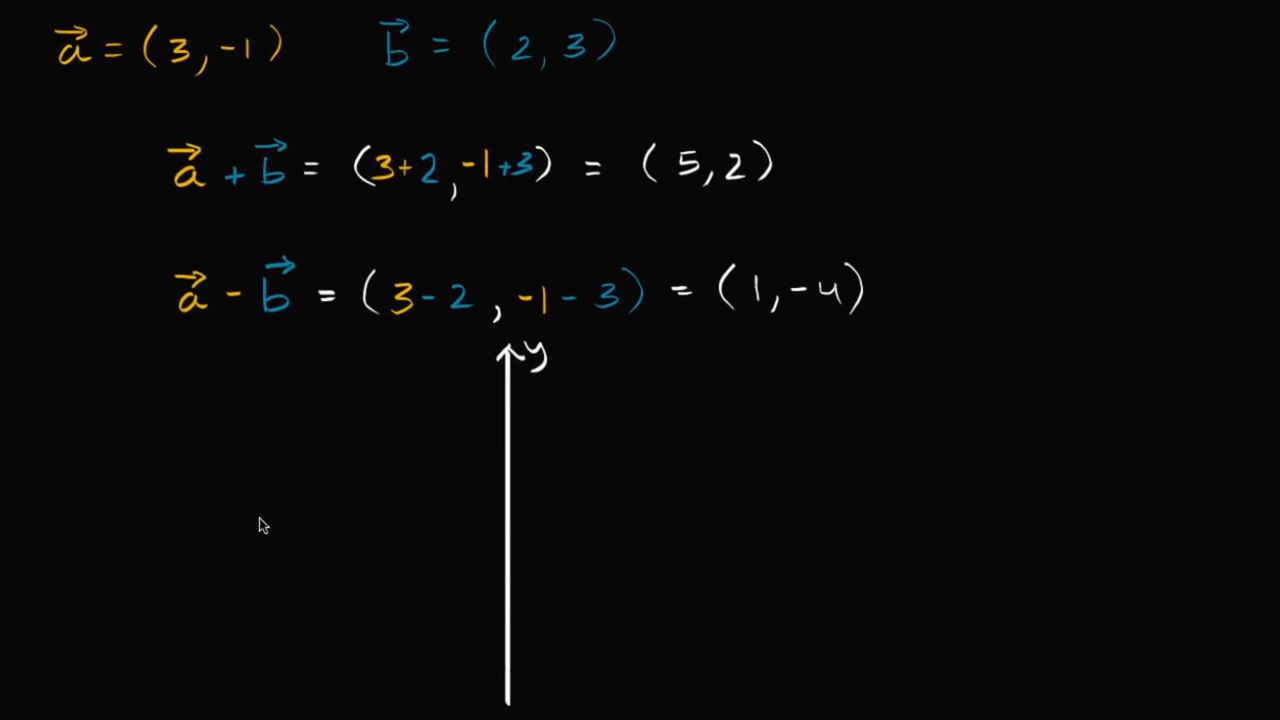 a⃗ = (3, -1) b⃗ = (2, 3)
a⃗ + b⃗ = (3+2, -1+3) = (5, 2)
a⃗ - b⃗ = (3-2, -1-3) = (1, -4)
y